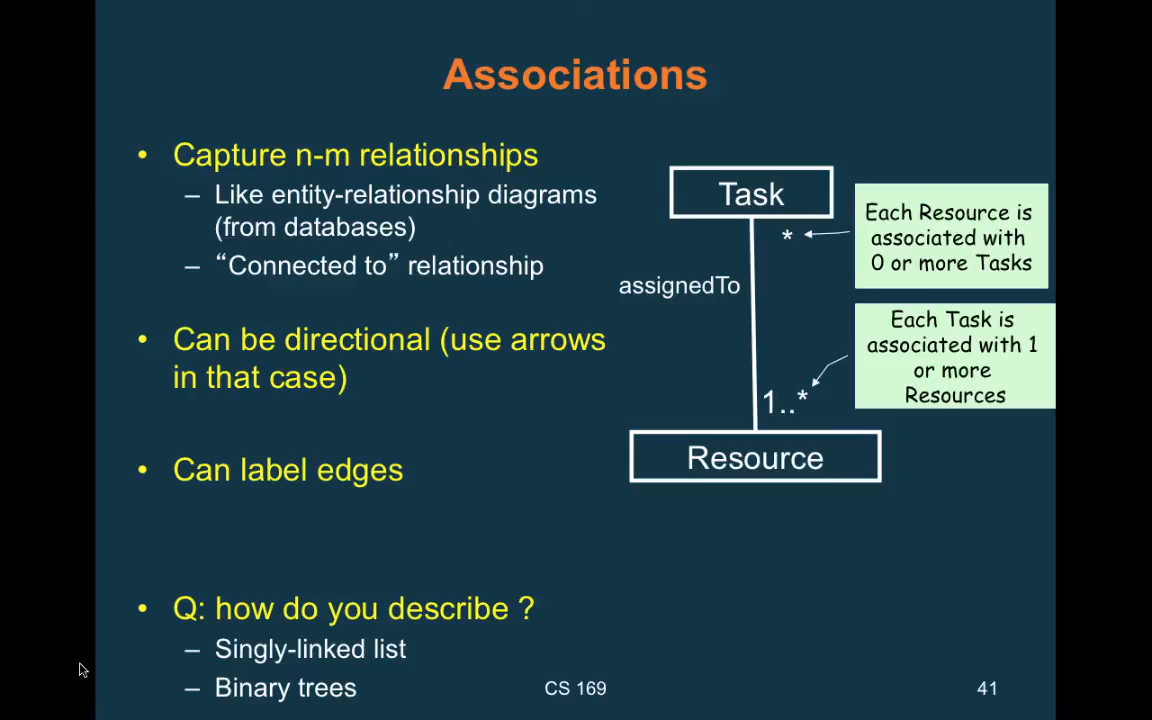 Associations
• Capture n-m relationships
– Like entity-relationship diagrams
(from databases)
– “Connected to” relationship
• Can be directional (use arrows
in that case)
• Can label edges
• Q: how do you describe ?
– Singly-linked list
– Binary trees
Task
*
assignedTo
1..*
Resource
Each Resource is
associated with
0 or more Tasks
Each Task is
associated with 1
or more
Resources
CS 169
41